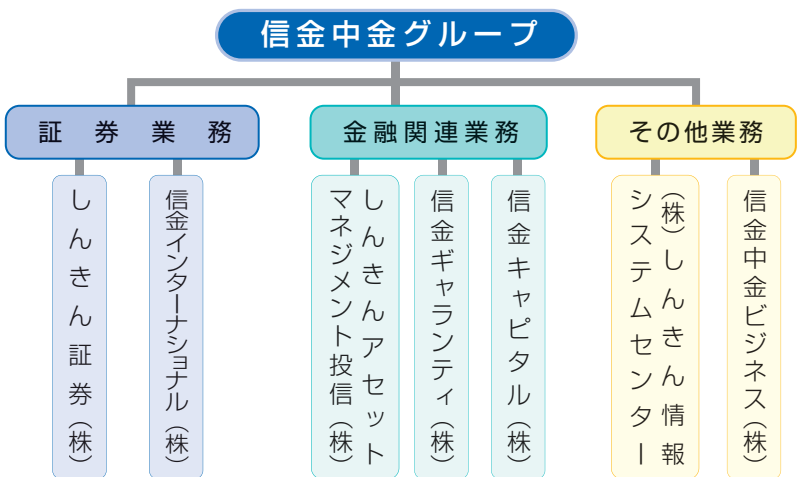 信金中金グループ
証券業務
金融関連業務
その他業務
しんきん証券(株)
信金インターナショナル(株)
しんきんアセット
マネジメント投信(株)
信金ギャランティ(株)
信金キャピタル(株)
(株)しんきん情報
システムセンター
信金中金ビジネス(株)